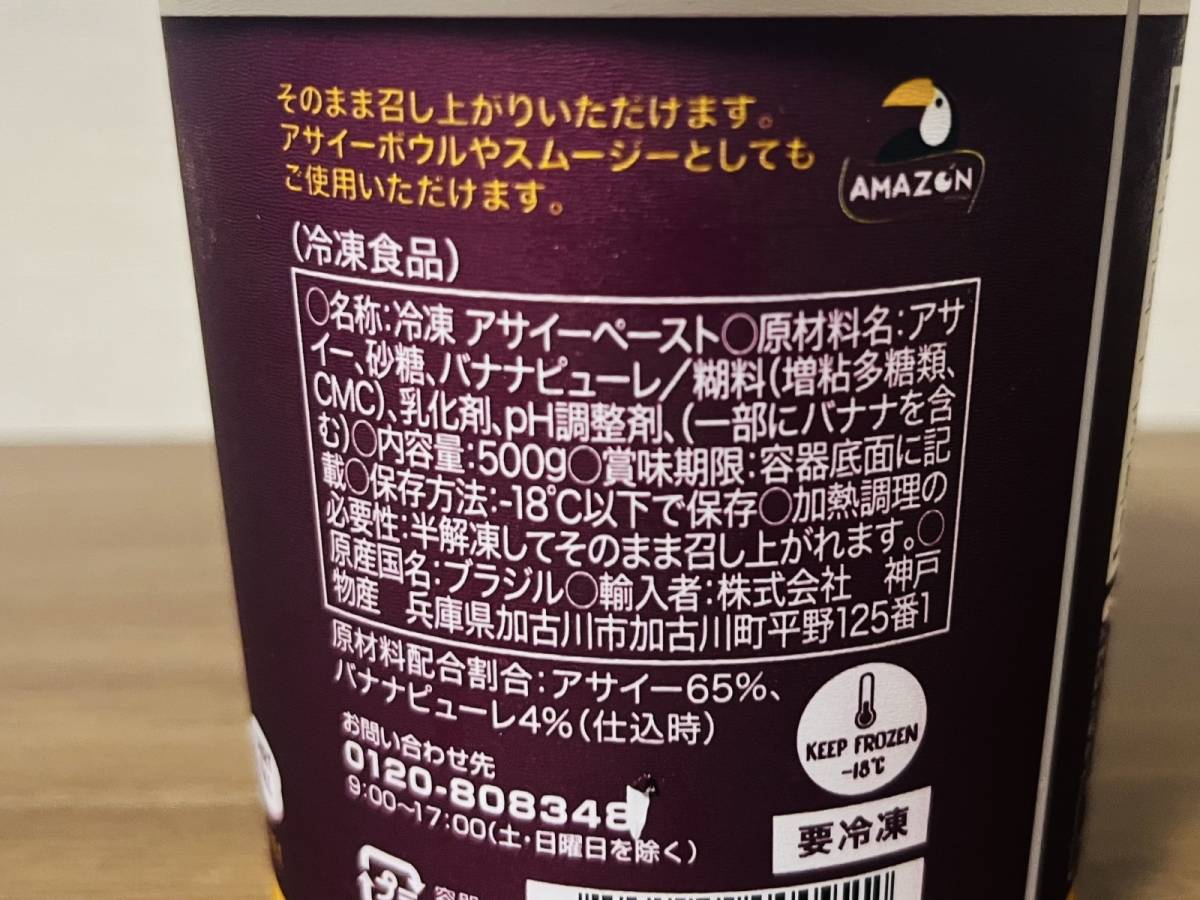 そのまま召し上がりいただけます。
アサイーボウルやスムージーとしても
ご使用いただけます。
AMAZON
(冷凍食品)
○名称:冷凍 アサイーペースト○原材料名:アサ
イー、砂糖、バナナピューレ/糊料(増粘多糖類、
CMC)、乳化剤、pH調整剤、(一部にバナナを含
む)○内容量:500g○賞味期限:容器底面に記
載○保存方法:-18℃以下で保存○加熱調理の
必要性:半解凍してそのまま召し上がれます。○
原産国名:ブラジル○輸入者:株式会社 神戸
物産 兵庫県加古川市加古川町平野125番1
原材料配合割合:アサイー65%、
バナナピューレ4%(仕込時)
KEEP FROZEN
-18℃
お問い合わせ先
0120-808348
9:00~17:00(土・日曜日を除く)
要冷凍